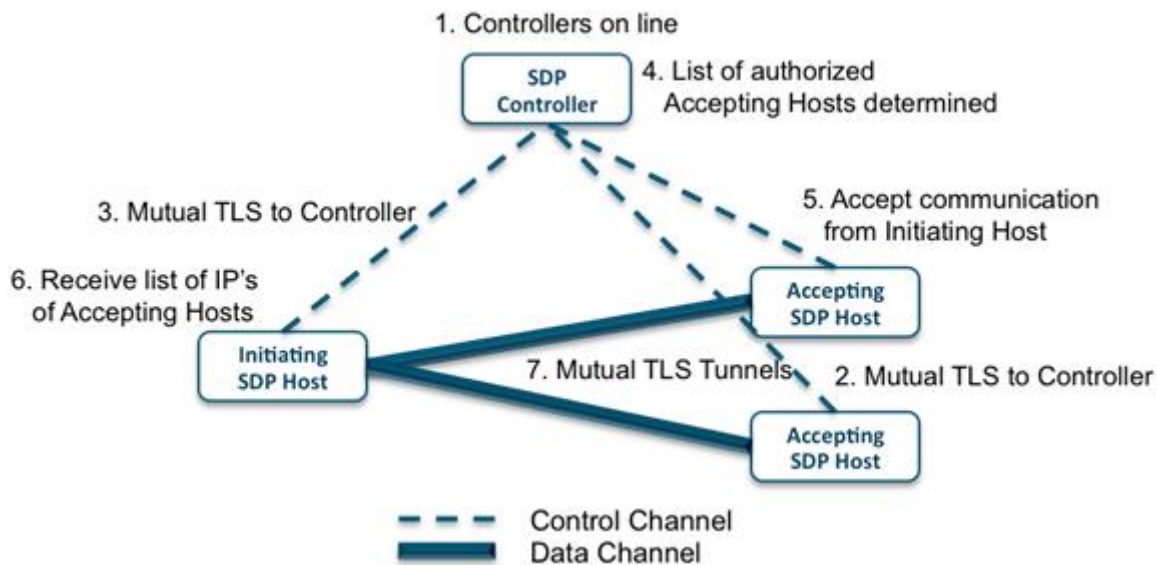 1. Controllers on line
SDP
Controller
4. List of authorized
Accepting Hosts determined
3. Mutual TLS to Controller
5. Accept communication
from Initiating Host
6. Receive list of IP's
of Accepting Hosts
Accepting
SDP Host
Initiating
SDP Host
7. Mutual TLS Tunnels
2. Mutual TLS to Controller
Accepting
SDP Host
Control Channel
Data Channel